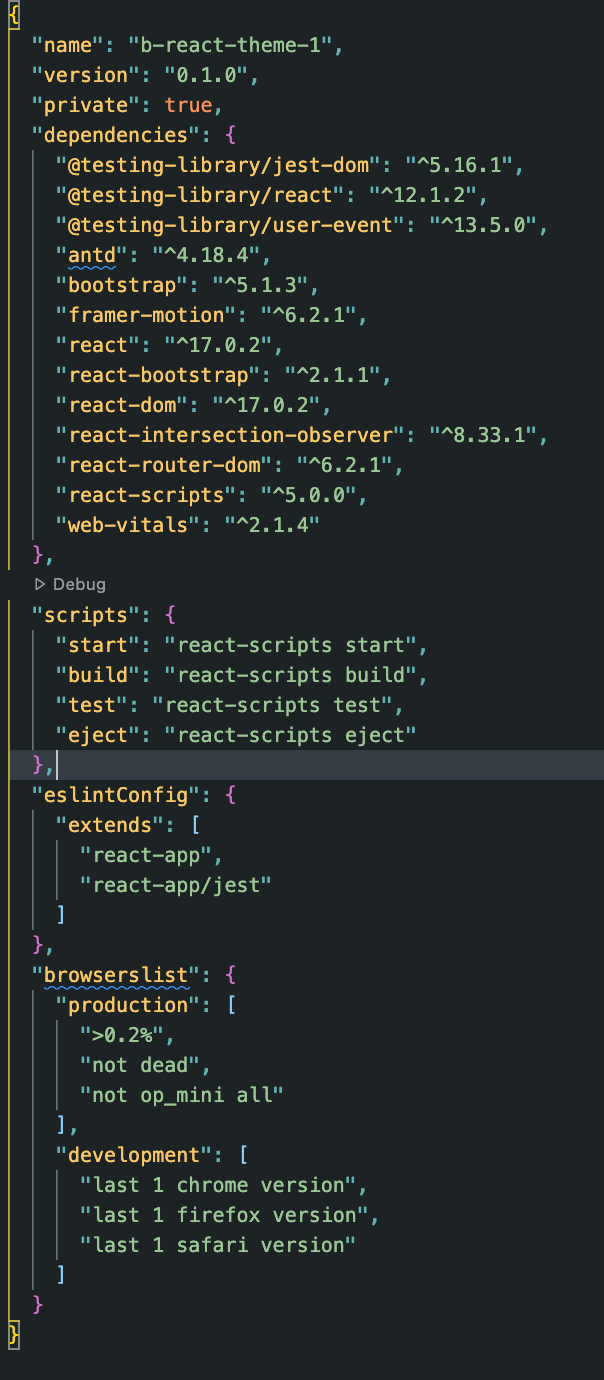 {
  "name": "b-react-theme-1",
  "version": "0.1.0",
  "private": true,
  "dependencies": {
    "@testing-library/jest-dom": "^5.16.1",
    "@testing-library/react": "^12.1.2",
    "@testing-library/user-event": "^13.5.0",
    "antd": "^4.18.4",
    "bootstrap": "^5.1.3",
    "framer-motion": "^6.2.1",
    "react": "^17.0.2",
    "react-bootstrap": "^2.1.1",
    "react-dom": "^17.0.2",
    "react-intersection-observer": "^8.33.1",
    "react-router-dom": "^6.2.1",
    "react-scripts": "^5.0.0",
    "web-vitals": "^2.1.4"
  },
  Debug
  "scripts": {
    "start": "react-scripts start",
    "build": "react-scripts build",
    "test": "react-scripts test",
    "eject": "react-scripts eject"
  },
  "eslintConfig": {
    "extends": [
      "react-app",
      "react-app/jest"
    ]
  },
  "browserslist": {
    "production": [
      ">0.2%",
      "not dead",
      "not op_mini all"
    ],
    "development": [
      "last 1 chrome version",
      "last 1 firefox version",
      "last 1 safari version"
    ]
  }
}